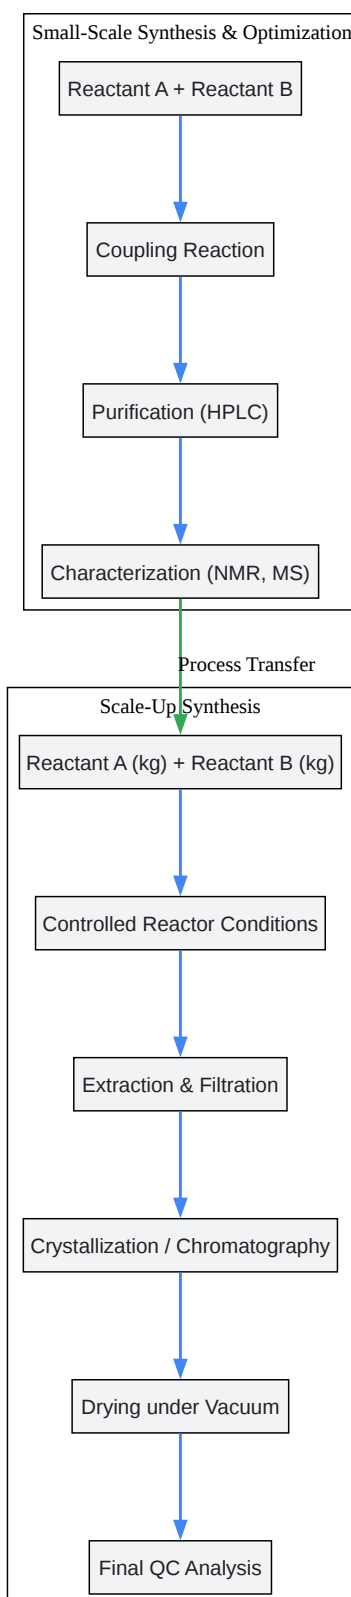 Small-Scale Synthesis & Optimization
Reactant A + Reactant B
Coupling Reaction
Purification (HPLC)
Characterization (NMR, MS)
Process Transfer
Scale-Up Synthesis
Reactant A (kg) + Reactant B (kg)
Controlled Reactor Conditions
Extraction & Filtration
Crystallization / Chromatography
Drying under Vacuum
Final QC Analysis